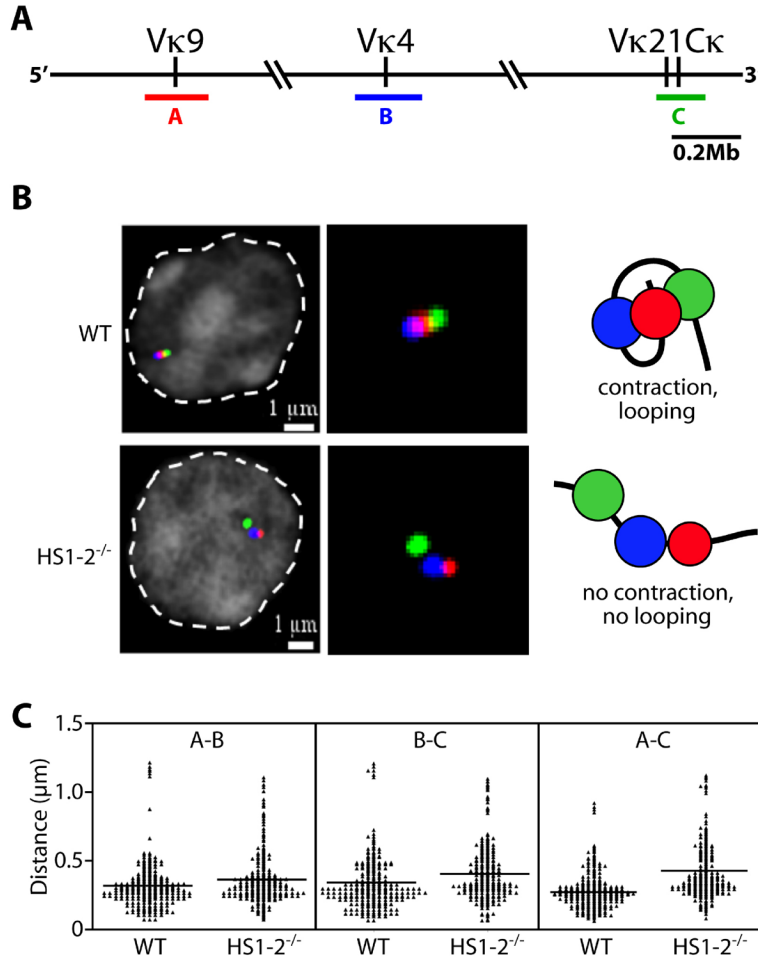 A
Vκ9 Vκ4 Vκ21Cκ
5’ 3
A B C
0.2Mb
B
WT
1 μm
contraction,
looping
HS1-2-/-
1 μm
no contraction,
no looping
C
Distance (μm)
1.5
1.0
0.5
0
A-B B-C A-C
WT HS1-2-/- WT HS1-2-/- WT HS1-2-/-